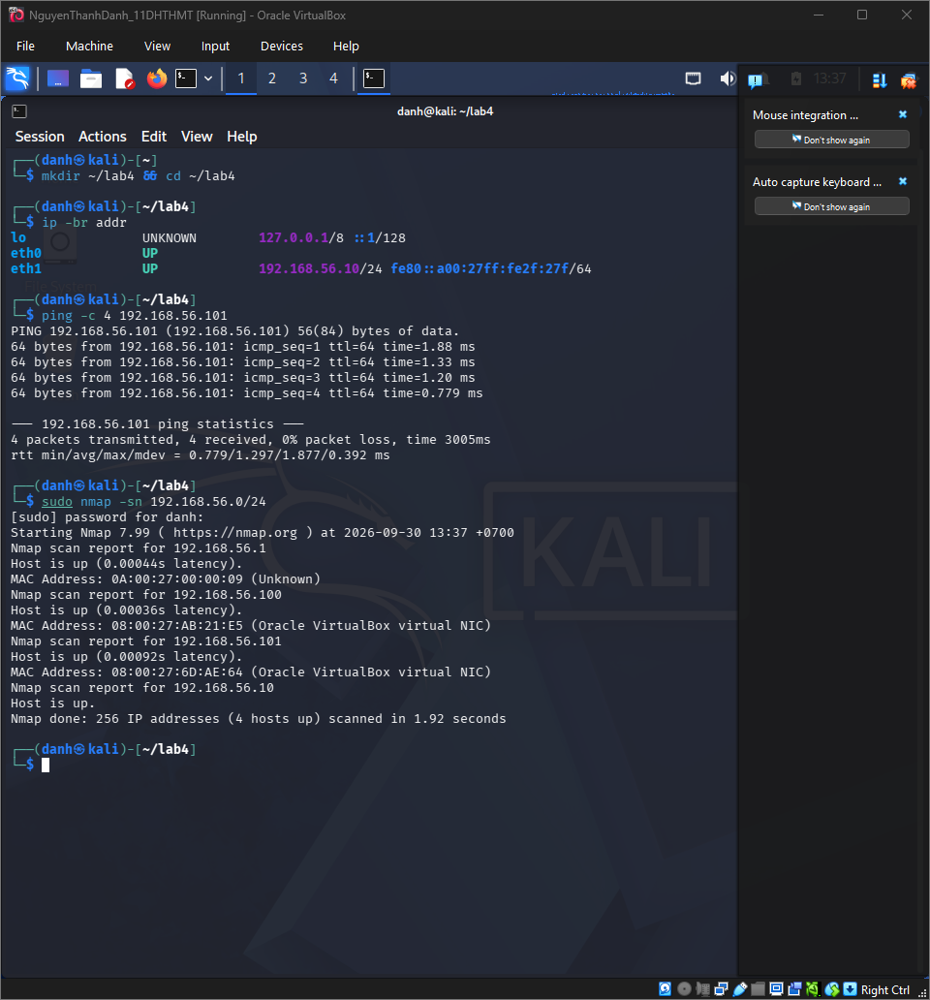 NguyenThanhDanh_11DHTHMT [Running] - Oracle VirtualBox
File Machine View Input Devices Help
1 2 3 4 13:37
danh@kali: ~/lab4
Session Actions Edit View Help
Mouse integration ...
Don't show again
Auto capture keyboard ...
Don't show again
┌──(danh㉿kali)-[~]
└─$ mkdir ~/lab4 && cd ~/lab4
┌──(danh㉿kali)-[~/lab4]
└─$ ip -br addr
lo UNKNOWN 127.0.0.1/8 ::1/128
eth0 UP
eth1 UP 192.168.56.10/24 fe80::a00:27ff:fe2f:27f/64
┌──(danh㉿kali)-[~/lab4]
└─$ ping -c 4 192.168.56.101
PING 192.168.56.101 (192.168.56.101) 56(84) bytes of data.
64 bytes from 192.168.56.101: icmp_seq=1 ttl=64 time=1.88 ms
64 bytes from 192.168.56.101: icmp_seq=2 ttl=64 time=1.33 ms
64 bytes from 192.168.56.101: icmp_seq=3 ttl=64 time=1.20 ms
64 bytes from 192.168.56.101: icmp_seq=4 ttl=64 time=0.779 ms
--- 192.168.56.101 ping statistics ---
4 packets transmitted, 4 received, 0% packet loss, time 3005ms
rtt min/avg/max/mdev = 0.779/1.297/1.877/0.392 ms
┌──(danh㉿kali)-[~/lab4]
└─$ sudo nmap -sn 192.168.56.0/24
[sudo] password for danh:
Starting Nmap 7.99 ( https://nmap.org ) at 2026-09-30 13:37 +0700
Nmap scan report for 192.168.56.1
Host is up (0.00044s latency).
MAC Address: 0A:00:27:00:00:09 (Unknown)
Nmap scan report for 192.168.56.100
Host is up (0.00036s latency).
MAC Address: 08:00:27:AB:21:E5 (Oracle VirtualBox virtual NIC)
Nmap scan report for 192.168.56.101
Host is up (0.00092s latency).
MAC Address: 08:00:27:6D:AE:64 (Oracle VirtualBox virtual NIC)
Nmap scan report for 192.168.56.10
Host is up.
Nmap done: 256 IP addresses (4 hosts up) scanned in 1.92 seconds
┌──(danh㉿kali)-[~/lab4]
└─$
KALI
Right Ctrl